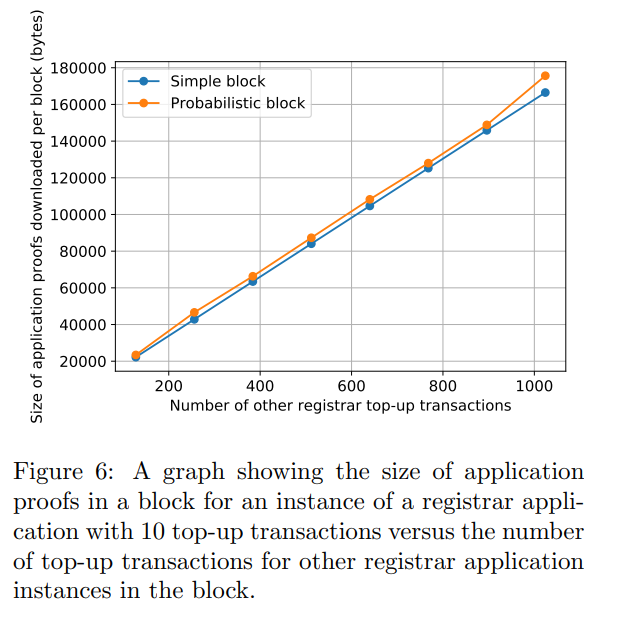 Size of application proofs downloaded per block (bytes)
180000
160000
140000
120000
100000
80000
60000
40000
20000
Simple block
Probabilistic block
200 400 600 800 1000
Number of other registrar top-up transactions
Figure 6: A graph showing the size of application
proofs in a block for an instance of a registrar appli-
cation with 10 top-up transactions versus the number
of top-up transactions for other registrar application
instances in the block.